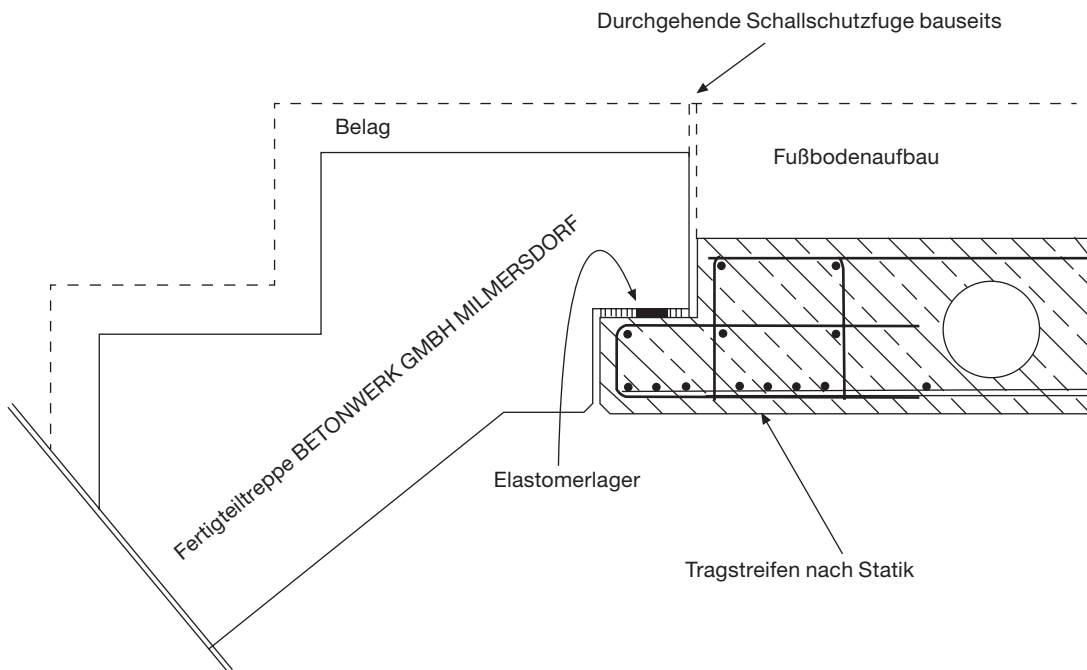 Durchgehende Schallschutzfuge bauseits
Belag
Fußbodenaufbau
Fertigteiltreppe BETONWERK GMBH MILMERSDORF
Elastomerlager
Tragstreifen nach Statik